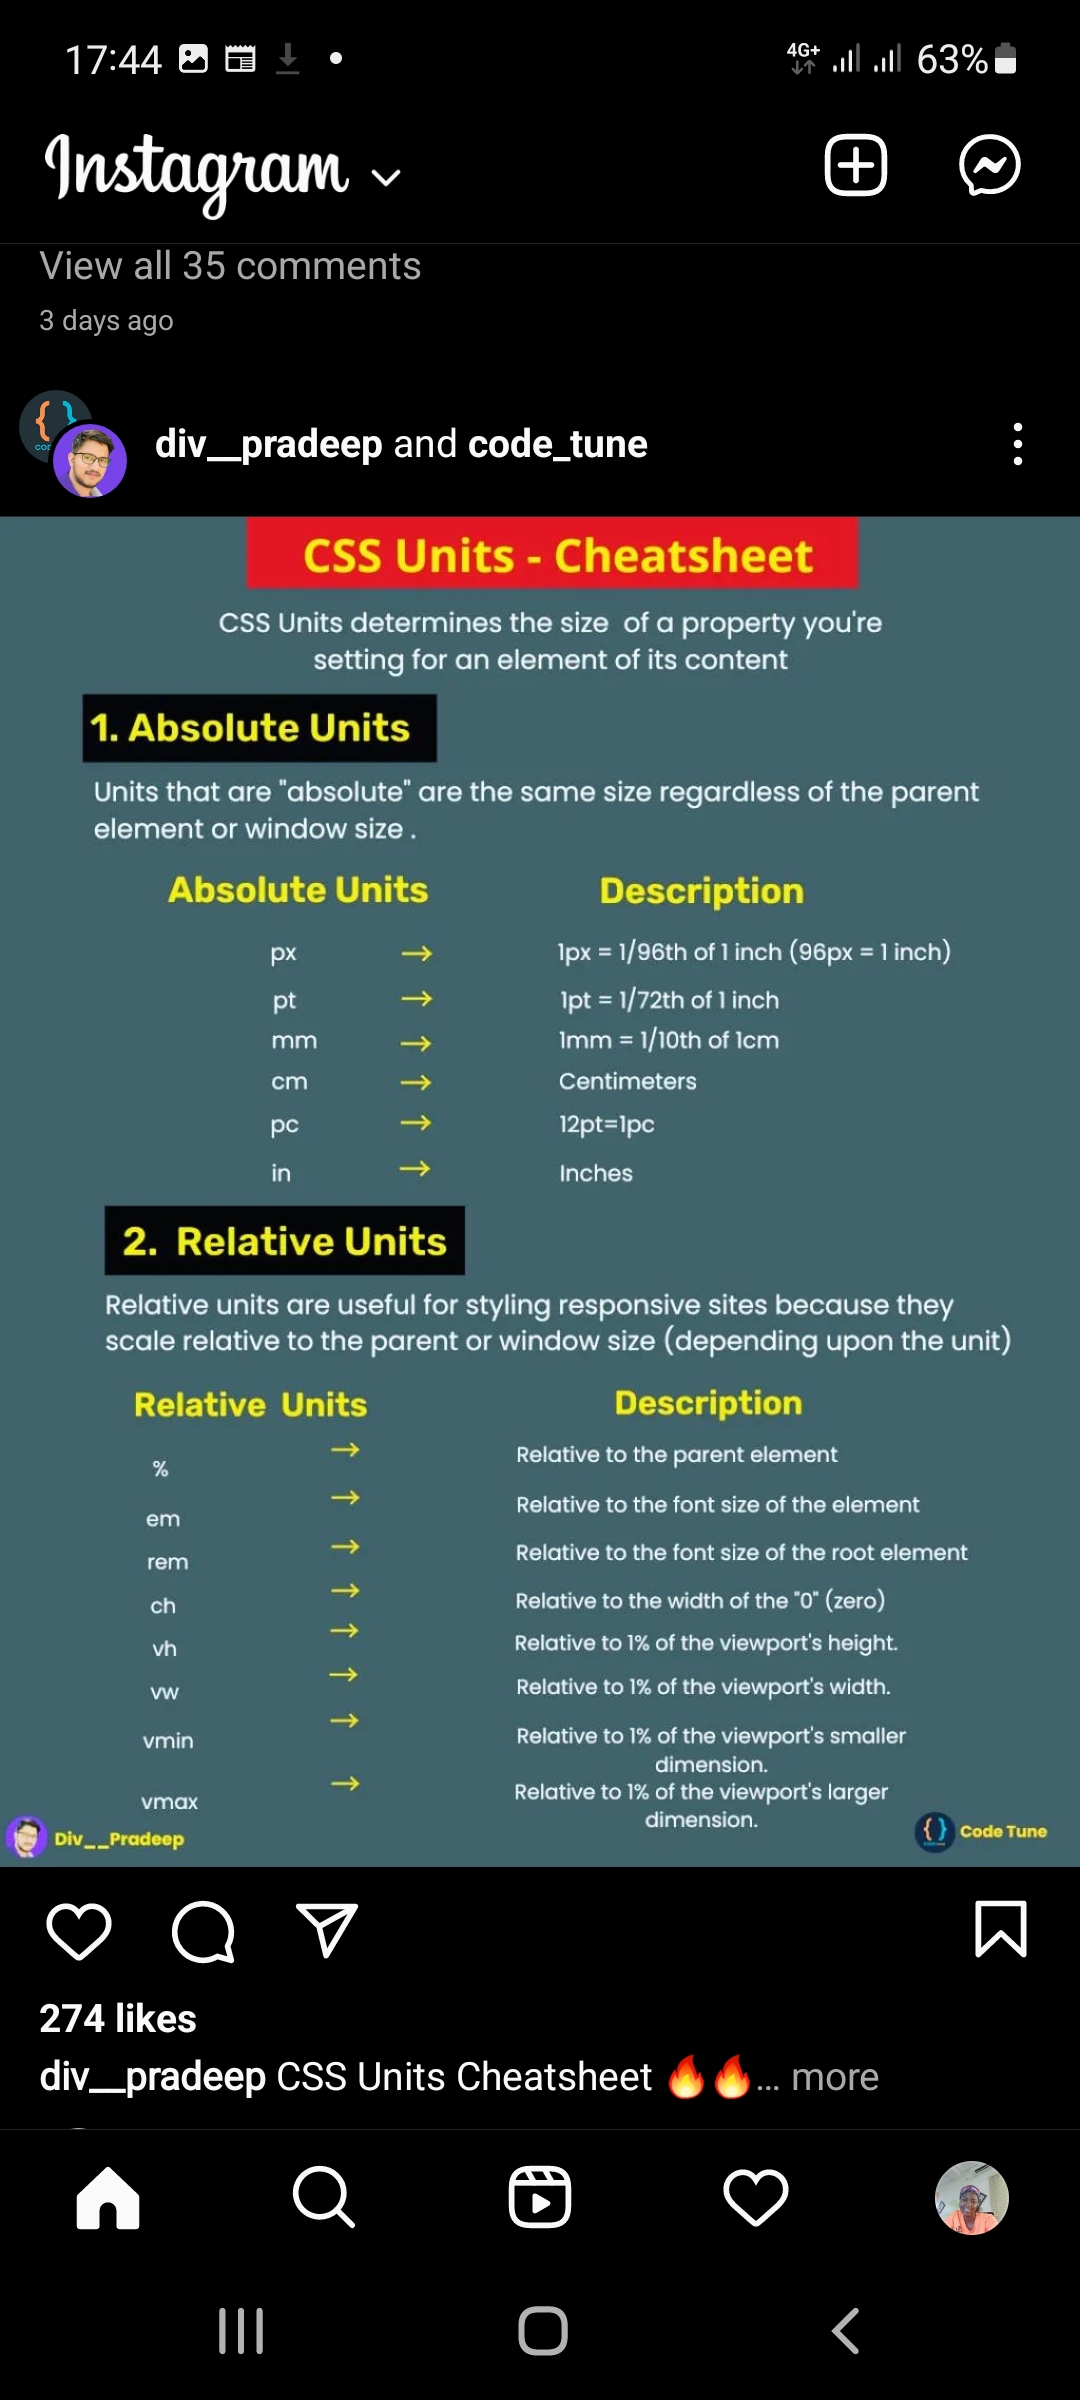 17:44
4G+ 63%
Instagram
View all 35 comments
3 days ago
div__pradeep and code_tune
CSS Units - Cheatsheet
CSS Units determines the size of a property you're
setting for an element of its content
1. Absolute Units
Units that are "absolute" are the same size regardless of the parent
element or window size .
Absolute Units Description
px → 1px = 1/96th of 1 inch (96px = 1 inch)
pt → 1pt = 1/72th of 1 inch
mm → 1mm = 1/10th of 1cm
cm → Centimeters
pc → 12pt=1pc
in → Inches
2. Relative Units
Relative units are useful for styling responsive sites because they
scale relative to the parent or window size (depending upon the unit)
Relative Units Description
% → Relative to the parent element
em → Relative to the font size of the element
rem → Relative to the font size of the root element
ch → Relative to the width of the "0" (zero)
vh → Relative to 1% of the viewport's height.
vw → Relative to 1% of the viewport's width.
vmin → Relative to 1% of the viewport's smaller
dimension.
vmax → Relative to 1% of the viewport's larger
dimension.
Div__Pradeep
Code Tune
274 likes
div__pradeep CSS Units Cheatsheet 🔥🔥... more